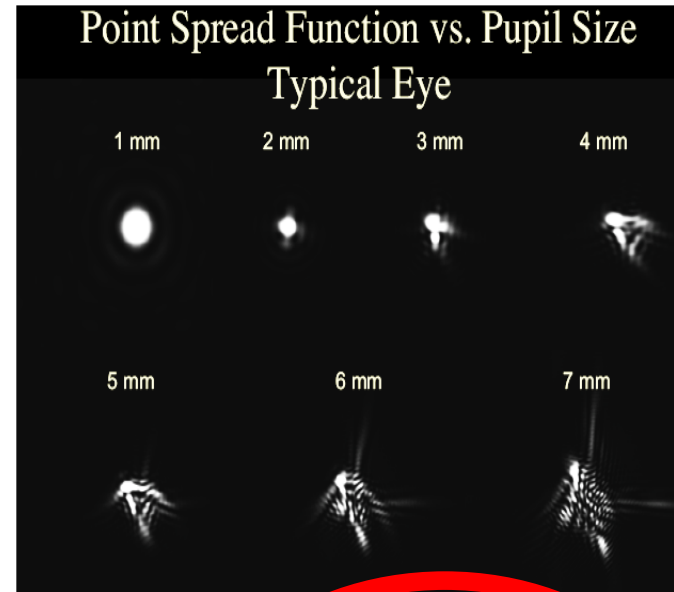 Point Spread Function vs. Pupil Size
Typical Eye
1 mm
2 mm
3 mm
4 mm
5 mm
6 mm
7 mm